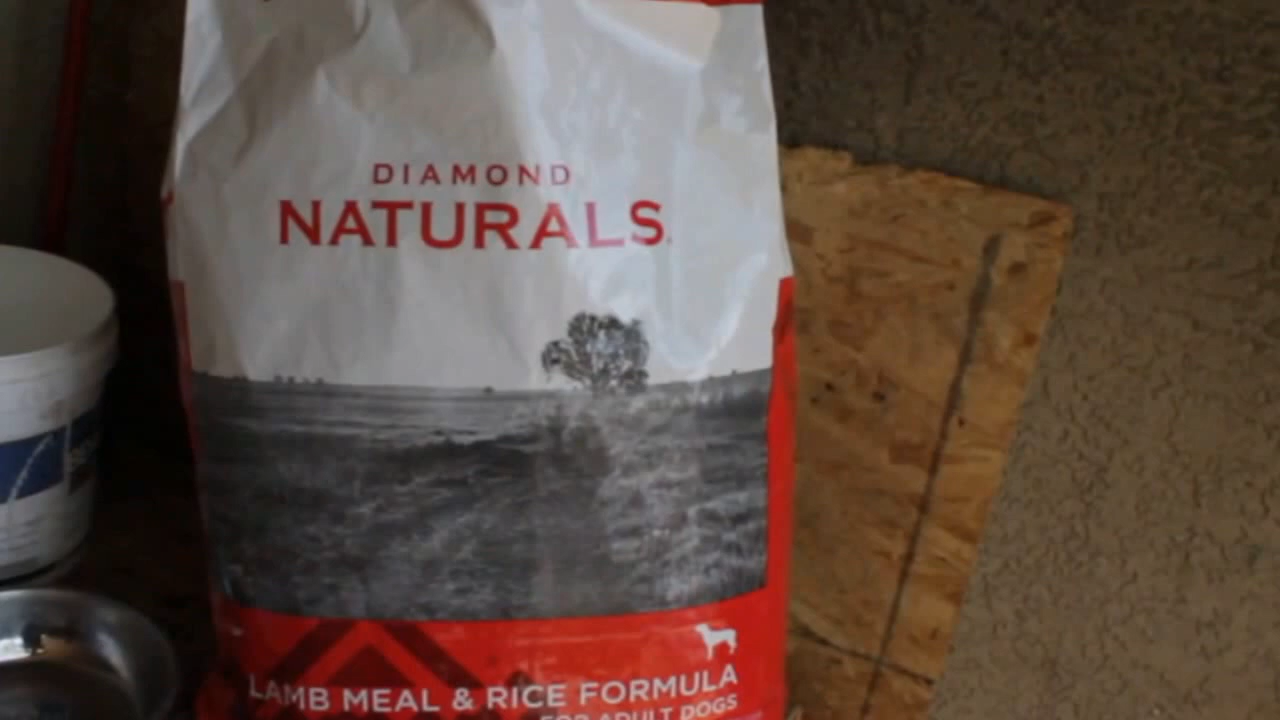 DIAMOND
NATURALS
LAMB MEAL & RICE FORMULA
FOR ADULT DOGS